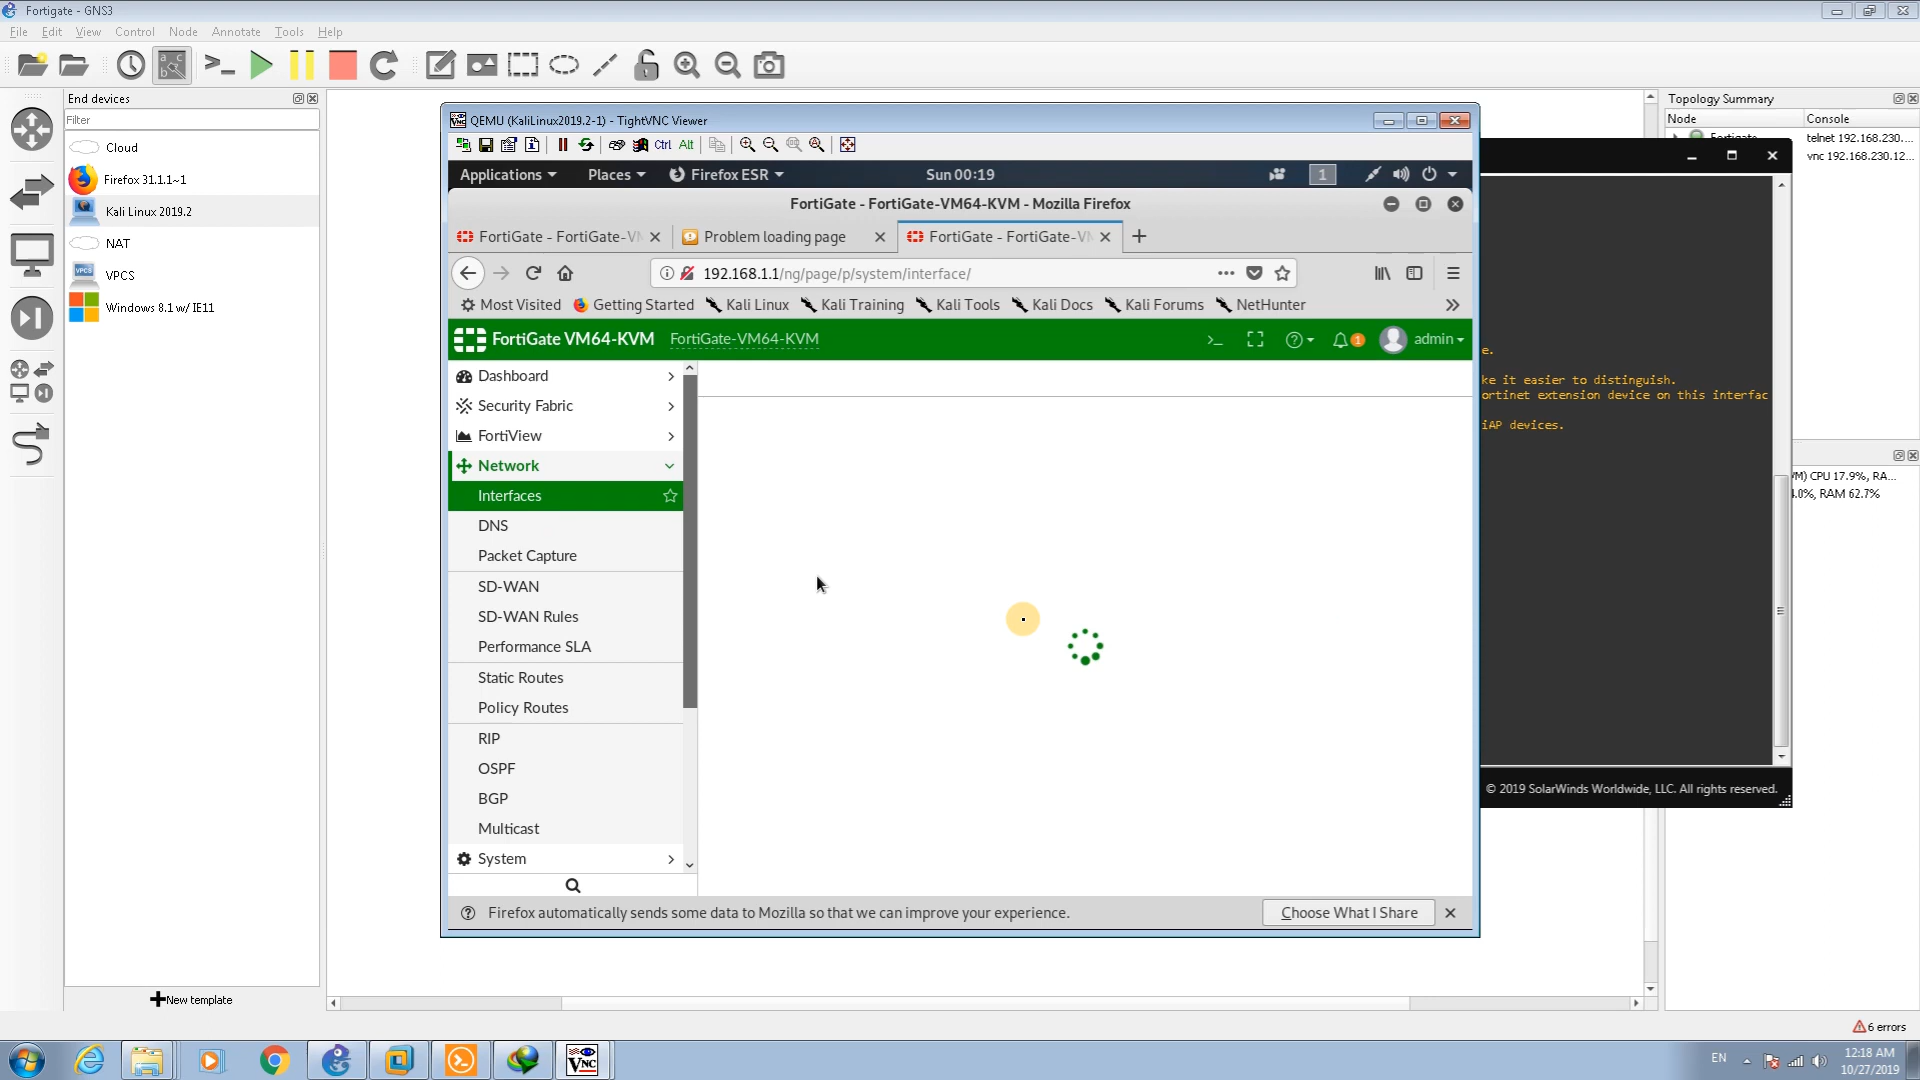 Fortigate - GNS3
File Edit View Control Node Annotate Tools Help
End devices
Filter
Cloud
Firefox 31.1.1~1
Kali Linux 2019.2
NAT
VPCS
Windows 8.1 w/ IE11
New template
QEMU (KaliLinux2019.2-1) - TightVNC Viewer
Ctrl Alt
Applications Places Firefox ESR Sun 00:19 1
FortiGate - FortiGate-VM64-KVM - Mozilla Firefox
FortiGate - FortiGate-VM
Problem loading page
FortiGate - FortiGate-VM
192.168.1.1/ng/page/p/system/interface/
Most Visited Getting Started Kali Linux Kali Training Kali Tools Kali Docs Kali Forums NetHunter
FortiGate VM64-KVM FortiGate-VM64-KVM 1 admin
Dashboard
Security Fabric
FortiView
Network
Interfaces
DNS
Packet Capture
SD-WAN
SD-WAN Rules
Performance SLA
Static Routes
Policy Routes
RIP
OSPF
BGP
Multicast
System
Firefox automatically sends some data to Mozilla so that we can improve your experience. Choose What I Share
Topology Summary
Node Console
Fortigate telnet 192.168.230....
vnc 192.168.230.12...
e.
ke it easier to distinguish.
ortinet extension device on this interfac
iAP devices.
© 2019 SolarWinds Worldwide, LLC. All rights reserved.
M) CPU 17.9%, RA...
.0%, RAM 62.7%
6 errors
EN
12:18 AM
10/27/2019